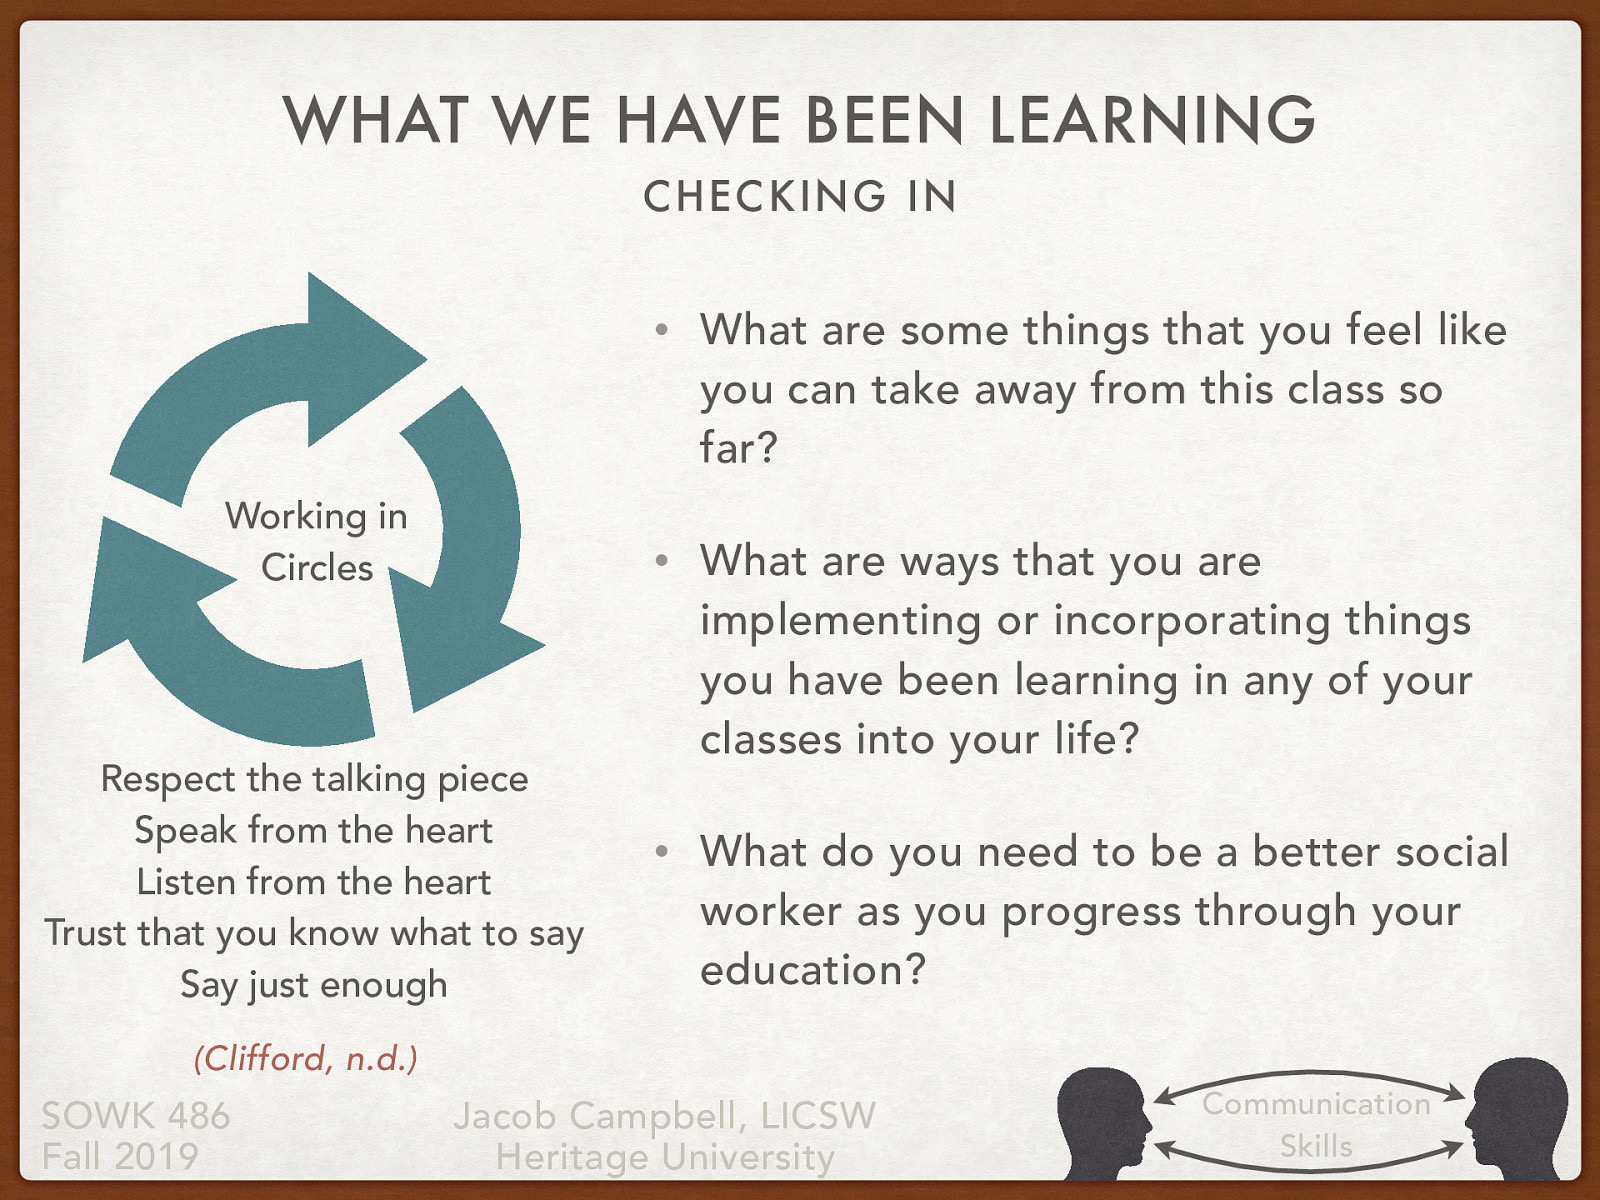 WHAT WE HAVE BEEN LEARNING
CHECKING IN
Working in
Circles
Respect the talking piece
Speak from the heart
Listen from the heart
Trust that you know what to say
Say just enough
(Clifford, n.d.)
• What are some things that you feel like
you can take away from this class so
far?
• What are ways that you are
implementing or incorporating things
you have been learning in any of your
classes into your life?
• What do you need to be a better social
worker as you progress through your
education?
SOWK 486
Fall 2019
Jacob Campbell, LICSW
Heritage University
Communication
Skills